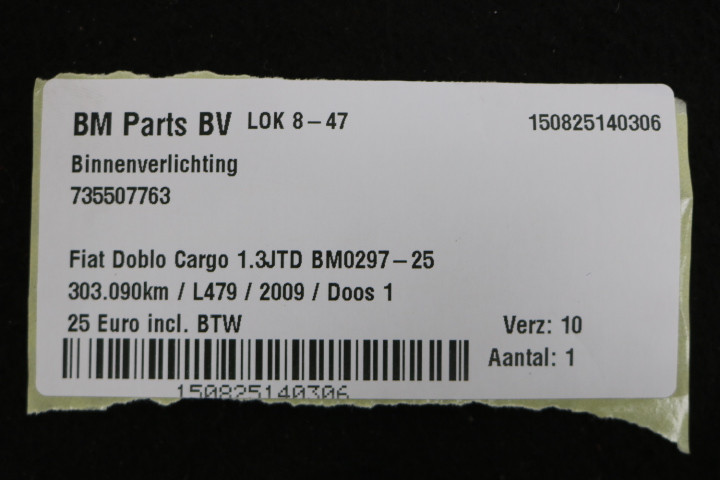 BM Parts BV LOK 8-47 150825140306
Binnenverlichting
735507763
Fiat Doblo Cargo 1.3JTD BM0297-25
303.090km / L479 / 2009 / Doos 1
25 Euro incl. BTW Verz: 10
Aantal: 1
150825140306